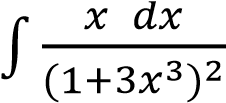 ∫ x dx / (1+3x³)²